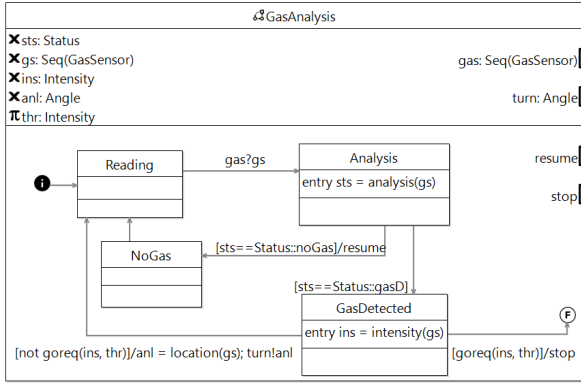 GasAnalysis
sts: Status
gs: Seq(GasSensor)
ins: Intensity
anl: Angle
πthr: Intensity
gas: Seq(GasSensor)
turn: Angle
resume
stop
i
Reading
gas?gs
Analysis
entry sts = analysis(gs)
NoGas
[sts==Status::noGas]/resume
[sts==Status::gasD]
GasDetected
entry ins = intensity(gs)
F
[not goreq(ins, thr)]/anl = location(gs); turn!anl
[goreq(ins, thr)]/stop